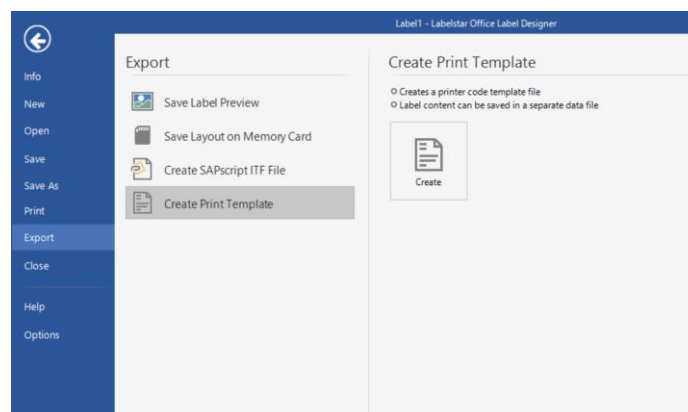 Label1 - Labelstar Office Label Designer
Info
New
Open
Save
Save As
Print
Export
Close
Help
Options
Export
Save Label Preview
Save Layout on Memory Card
Create SAPscript ITF File
Create Print Template
Create Print Template
Creates a printer code template file
Label content can be saved in a separate data file
Create